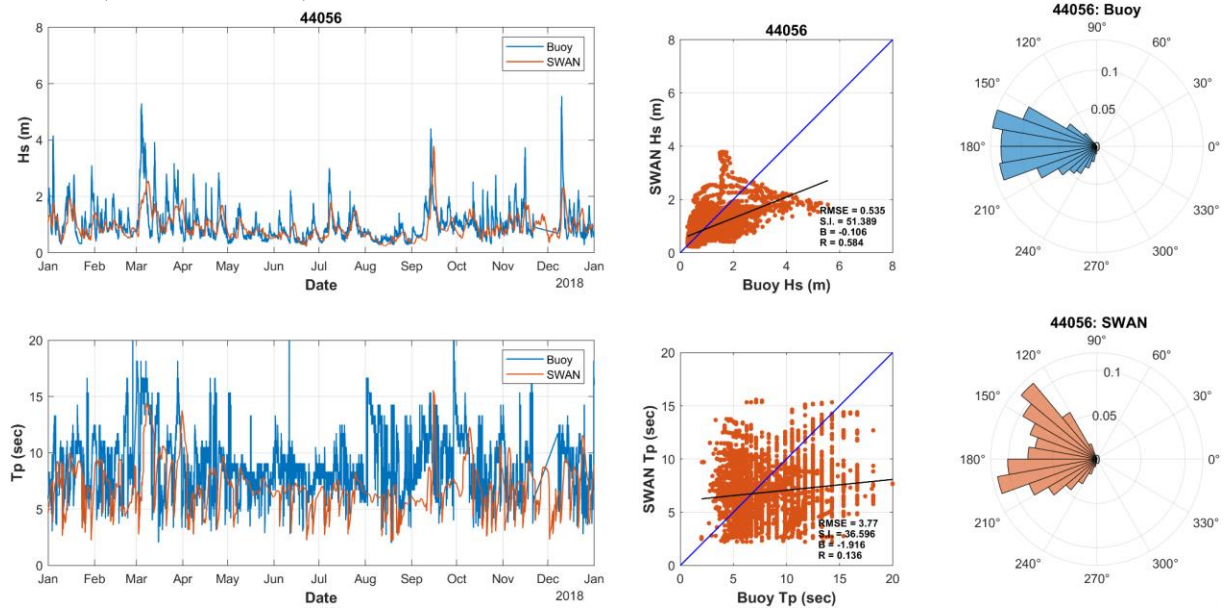 44056
Buoy
SWAN
8
6
4
2
0
Hs (m)
Jan Feb Mar Apr May Jun Jul Aug Sep Oct Nov Dec Jan
Date
2018
44056
8
6
4
2
0
SWAN Hs (m)
RMSE = 0.535
S.I. = 51.389
B = -0.106
R = 0.584
0 2 4 6 8
Buoy Hs (m)
44056: Buoy
90°
120° 60°
150° 30°
0.1
0.05
0
180° 0°
210° 330°
240° 300°
270°
20
15
10
5
0
Tp (sec)
Buoy
SWAN
Jan Feb Mar Apr May Jun Jul Aug Sep Oct Nov Dec Jan
Date
2018
20
15
10
5
0
SWAN Tp (sec)
RMSE = 3.77
S.I. = 36.596
B = -1.916
R = 0.136
0 5 10 15 20
Buoy Tp (sec)
44056: SWAN
90°
120° 60°
150° 30°
0.1
0.05
0
180° 0°
210° 330°
240° 300°
270°